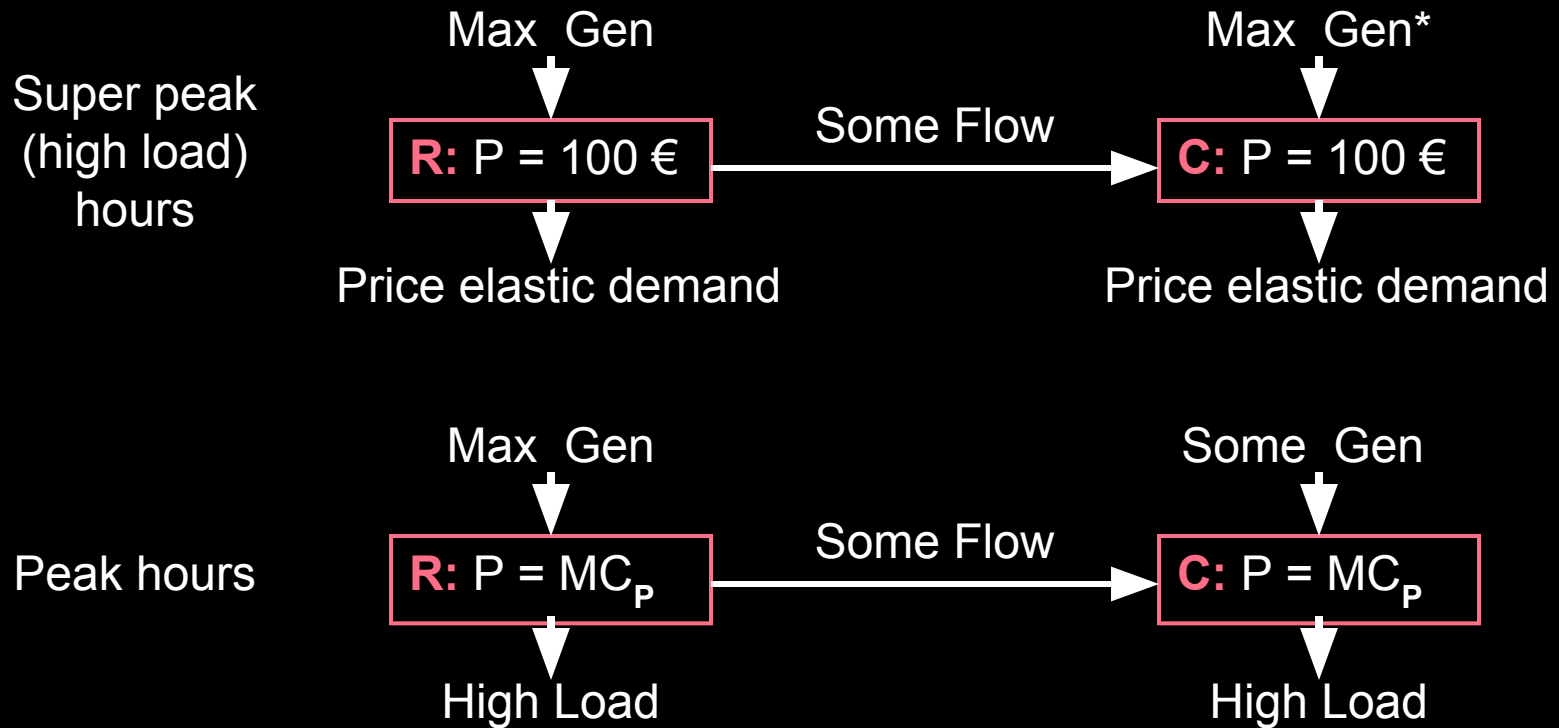 Max Gen
Max Gen*
Super peak
(high load)
hours
Some Flow
R: P = 100 €
C: P = 100 €
Price elastic demand
Price elastic demand
Max Gen
Some Gen
Peak hours
Some Flow
R: P = MCP
C: P = MCP
High Load
High Load